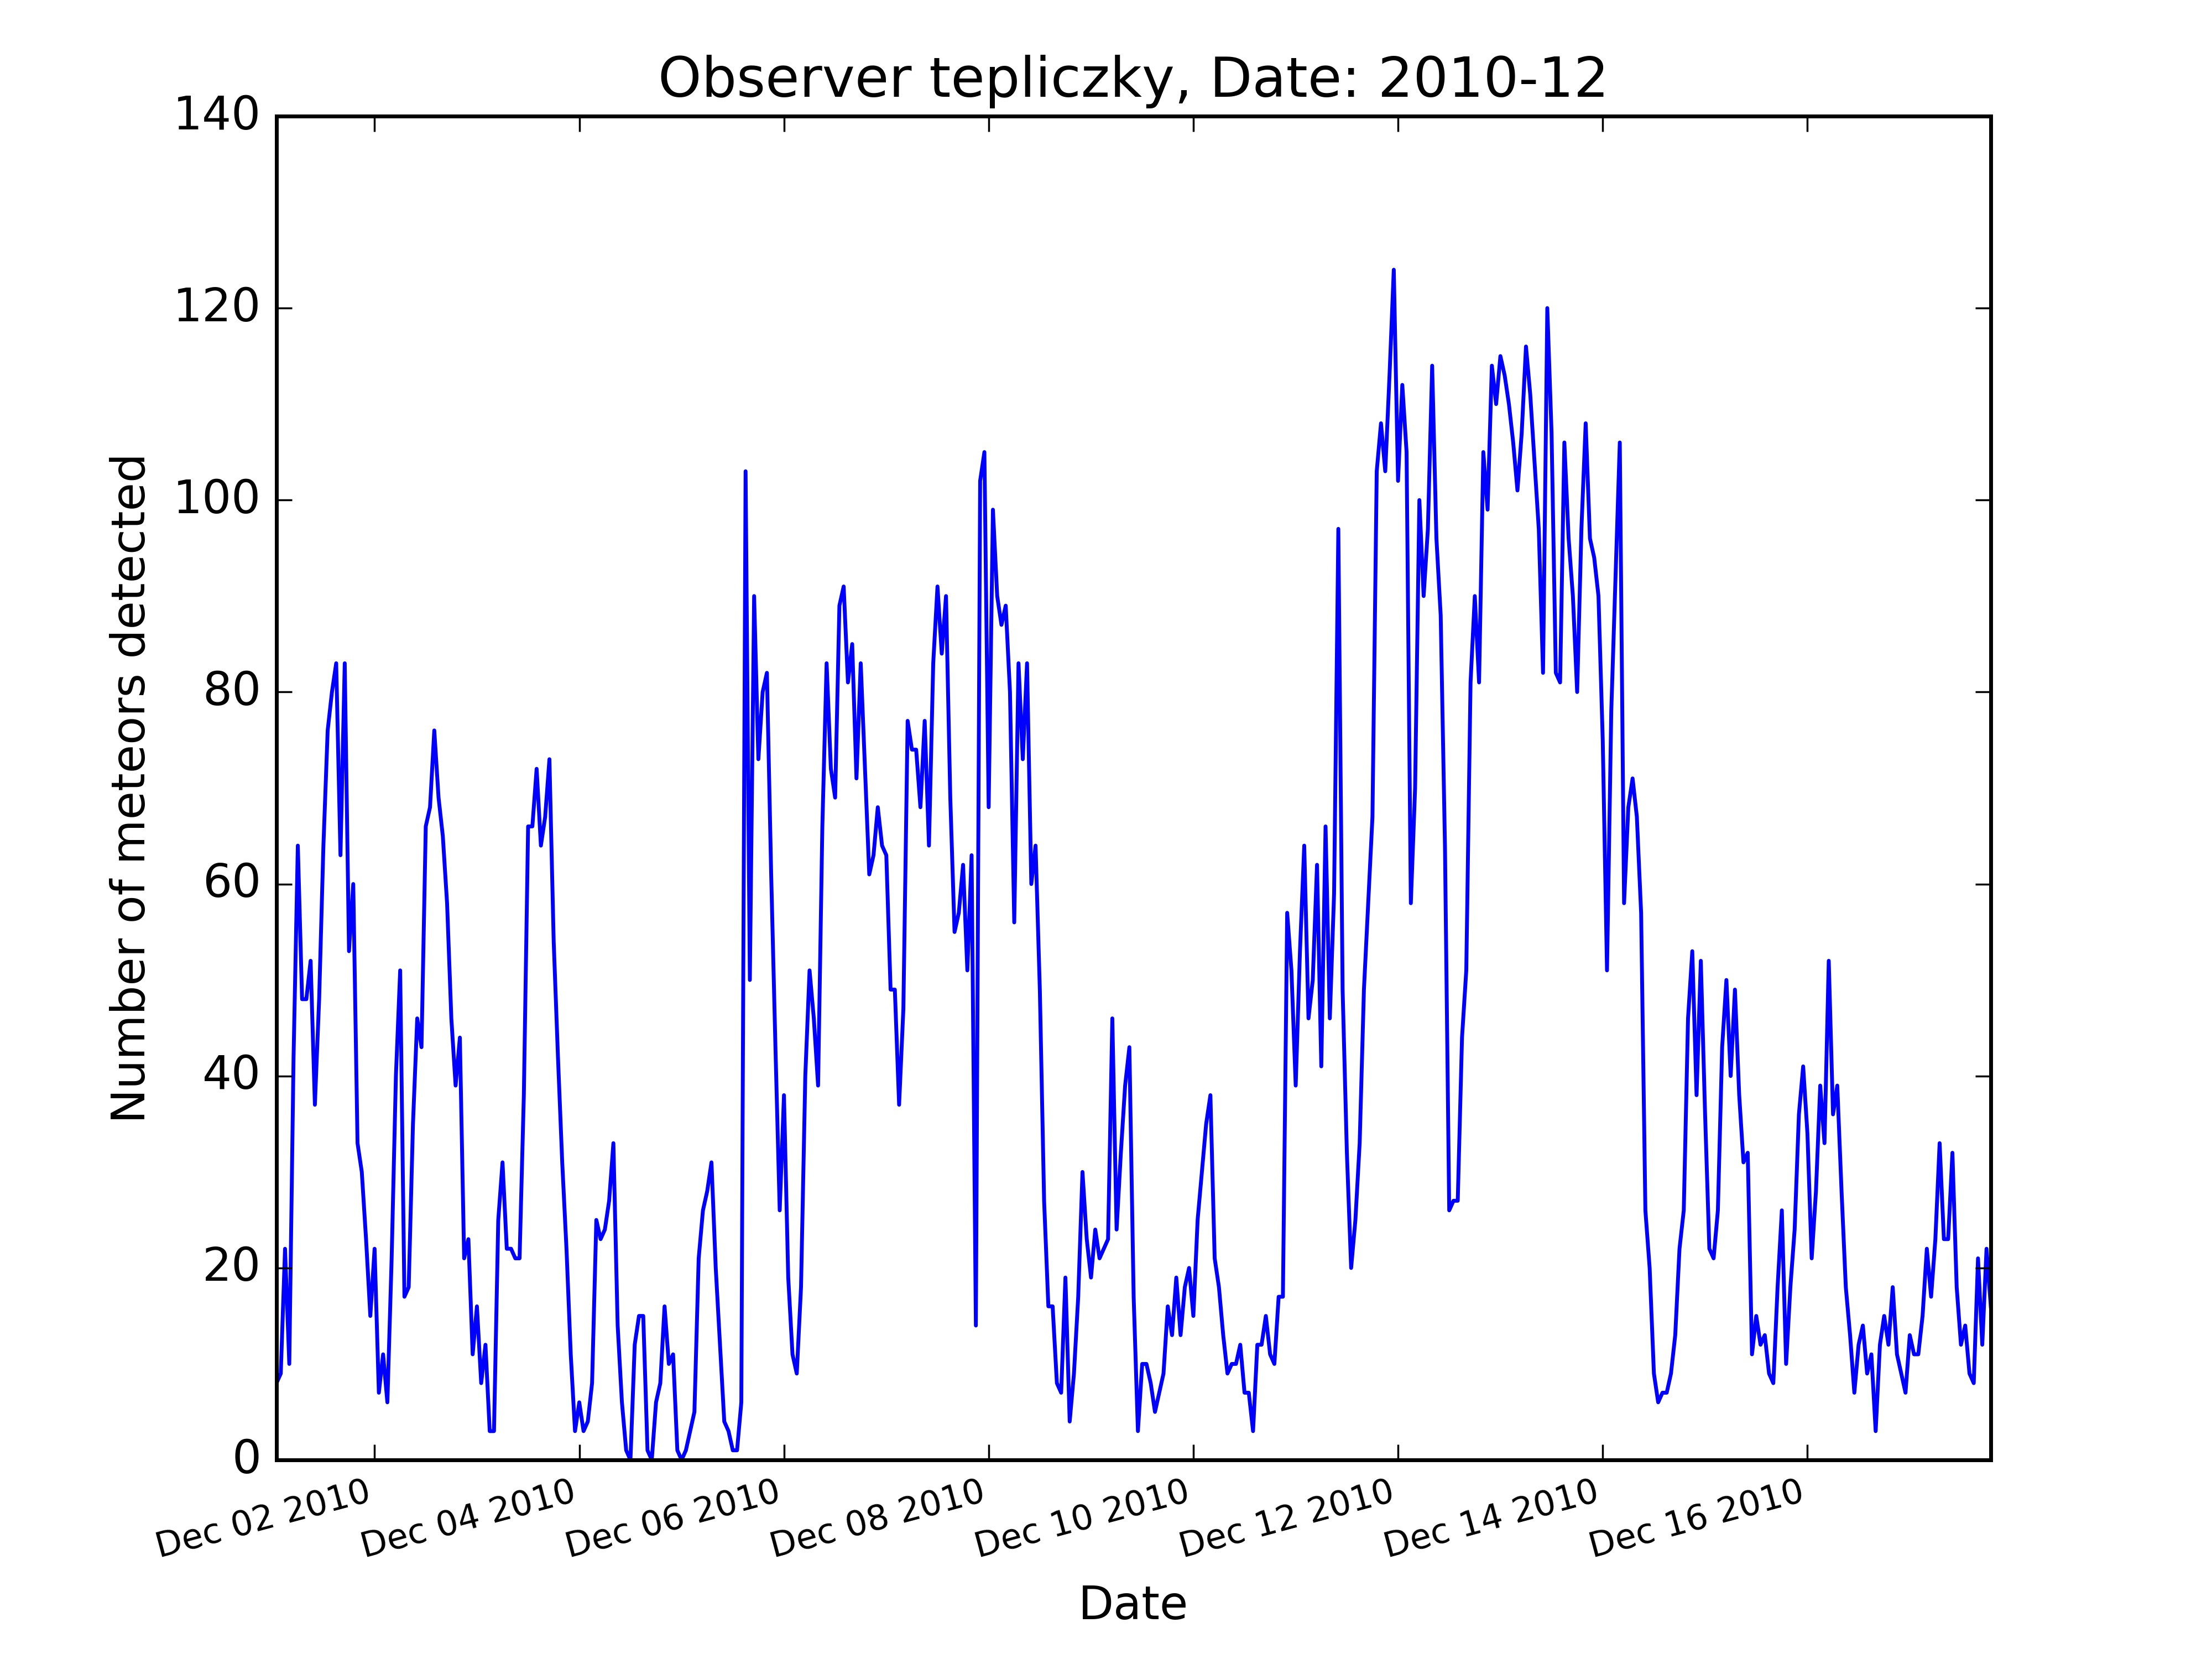 Observer tepliczky, Date: 2010-12
Number of meteors detected
140
120
100
80
60
40
20
0
Dec 02 2010
Dec 04 2010
Dec 06 2010
Dec 08 2010
Dec 10 2010
Dec 12 2010
Dec 14 2010
Dec 16 2010
Date